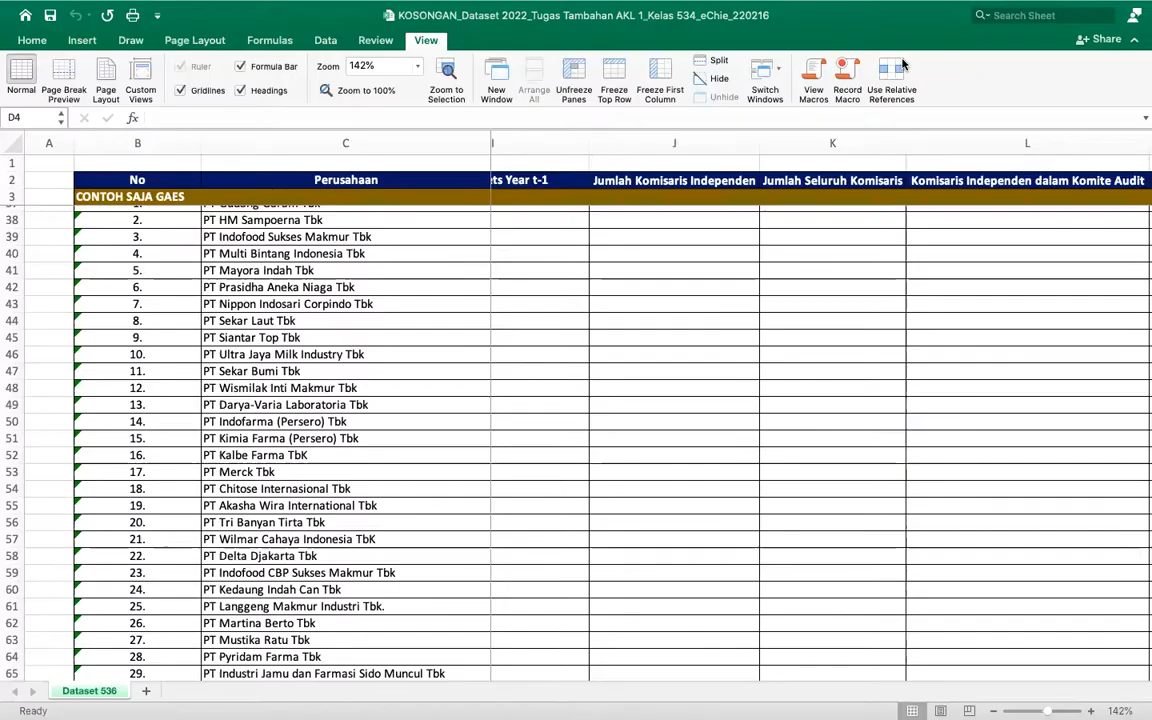 KOSONGAN_Dataset 2022_Tugas Tambahan AKL 1_Kelas 534_eChie_220216
Search Sheet
Home Insert Draw Page Layout Formulas Data Review View
Share
Normal
Page Break Preview
Page Layout
Custom Views
Ruler
Formula Bar
Gridlines
Headings
Zoom 142%
Zoom to 100%
Zoom to Selection
New Window
Arrange All
Unfreeze Panes
Freeze Top Row
Freeze First Column
Split
Hide
Unhide
Switch Windows
View Macros
Record Macro
Use Relative References
D4 fx
A B C J K L
1
2 No Perusahaan ts Year t-1 Jumlah Komisaris Independen Jumlah Seluruh Komisaris Komisaris Independen dalam Komite Audit
3 CONTOH SAJA GAES
38 2. PT HM Sampoerna Tbk
39 3. PT Indofood Sukses Makmur Tbk
40 4. PT Multi Bintang Indonesia Tbk
41 5. PT Mayora Indah Tbk
42 6. PT Prasidha Aneka Niaga Tbk
43 7. PT Nippon Indosari Corpindo Tbk
44 8. PT Sekar Laut Tbk
45 9. PT Siantar Top Tbk
46 10. PT Ultra Jaya Milk Industry Tbk
47 11. PT Sekar Bumi Tbk
48 12. PT Wismilak Inti Makmur Tbk
49 13. PT Darya-Varia Laboratoria Tbk
50 14. PT Indofarma (Persero) Tbk
51 15. PT Kimia Farma (Persero) Tbk
52 16. PT Kalbe Farma TbK
53 17. PT Merck Tbk
54 18. PT Chitose Internasional Tbk
55 19. PT Akasha Wira International Tbk
56 20. PT Tri Banyan Tirta Tbk
57 21. PT Wilmar Cahaya Indonesia TbK
58 22. PT Delta Djakarta Tbk
59 23. PT Indofood CBP Sukses Makmur Tbk
60 24. PT Kedaung Indah Can Tbk
61 25. PT Langgeng Makmur Industri Tbk.
62 26. PT Martina Berto Tbk
63 27. PT Mustika Ratu Tbk
64 28. PT Pyridam Farma Tbk
65 29. PT Industri Jamu dan Farmasi Sido Muncul Tbk
Dataset 536
Ready 142%